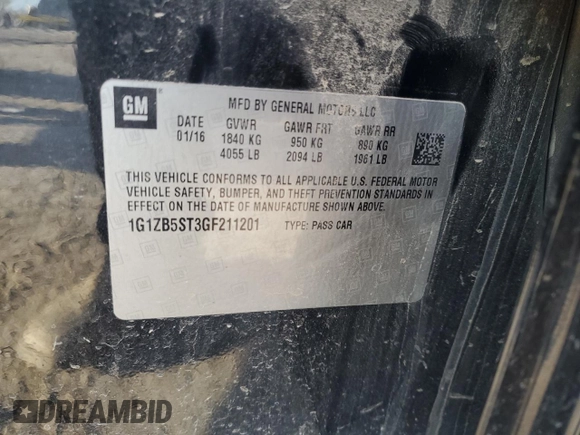 GM
MFD BY GENERAL MOTORS LLC
DATE GVWR GAWR FRT GAWR RR
01/16 1840 KG 950 KG 890 KG
4055 LB 2094 LB 1961 LB
THIS VEHICLE CONFORMS TO ALL APPLICABLE U.S. FEDERAL MOTOR
VEHICLE SAFETY, BUMPER, AND THEFT PREVENTION STANDARDS IN
EFFECT ON THE DATE OF MANUFACTURE SHOWN ABOVE.
1G1ZB5ST3GF211201 TYPE: PASS CAR
DREAMBID